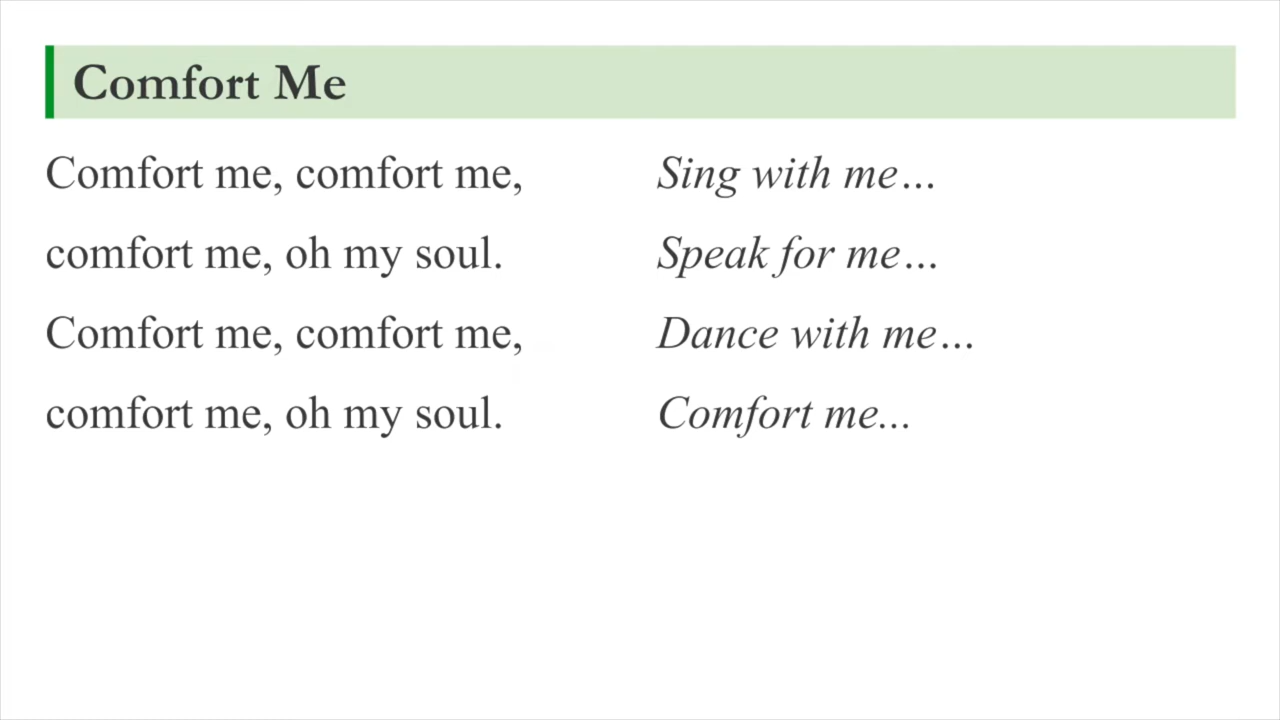 Comfort Me
Comfort me, comfort me,
comfort me, oh my soul.
Comfort me, comfort me,
comfort me, oh my soul.
Sing with me…
Speak for me…
Dance with me…
Comfort me...